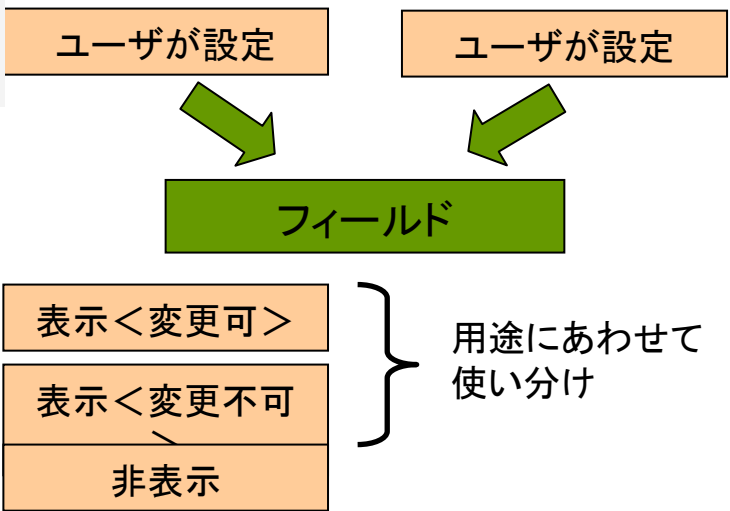 ユーザが設定
ユーザが設定
フィールド
表示＜変更可＞
用途にあわせて
使い分け
表示＜変更不可
＞
非表示